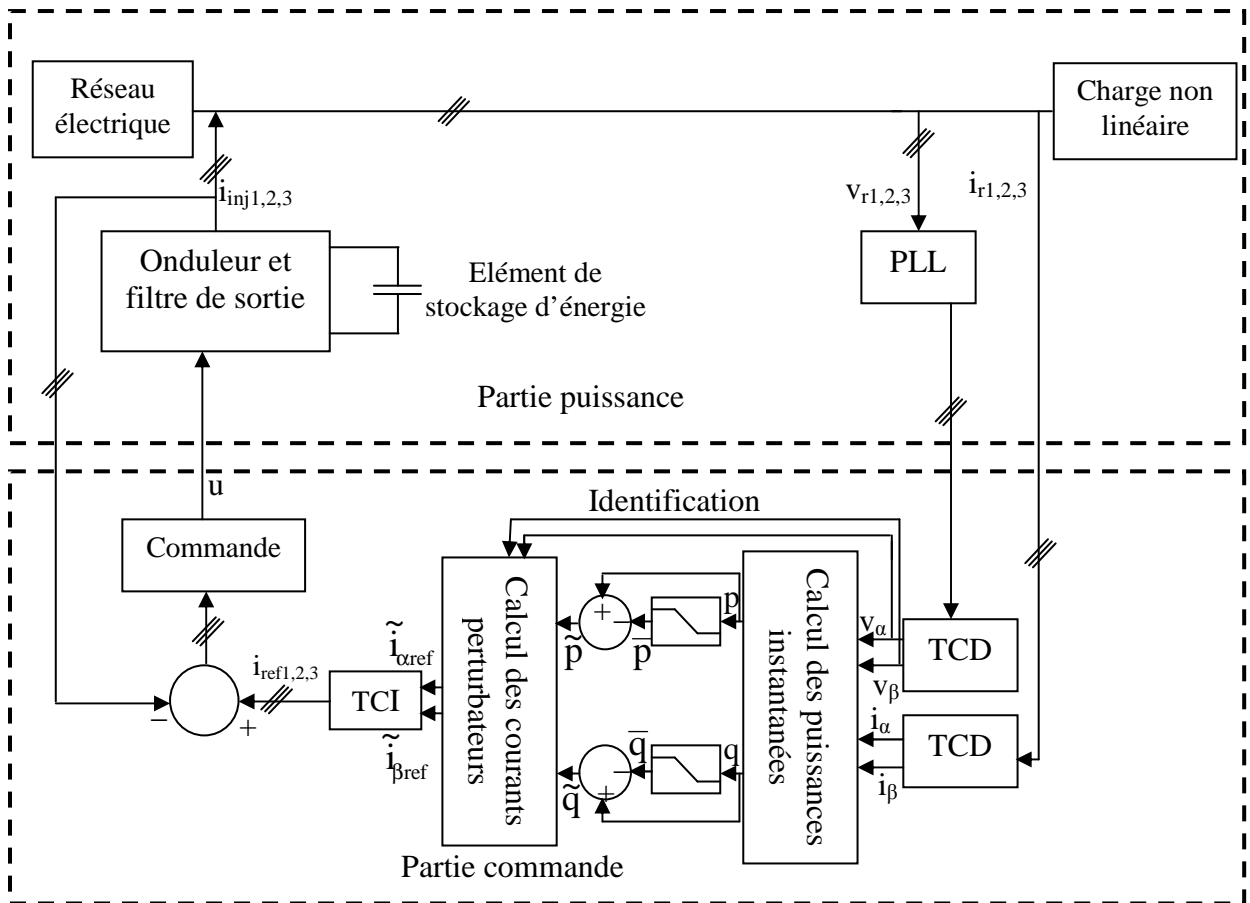 Réseau
électrique
Charge non
linéaire
i_inj1,2,3
v_r1,2,3
i_r1,2,3
Onduleur et
filtre de sortie
Elément de
stockage d’énergie
PLL
Partie puissance
u
Identification
Commande
Calcul des courants
perturbateurs
Calcul des puissances
instantanées
+
−
p
p̄
p̃
v_α
v_β
TCD
ĩ_αref
i_ref1,2,3
TCI
−
+
ĩ_βref
q̄
q
−
+
q̃
i_α
i_β
TCD
Partie commande